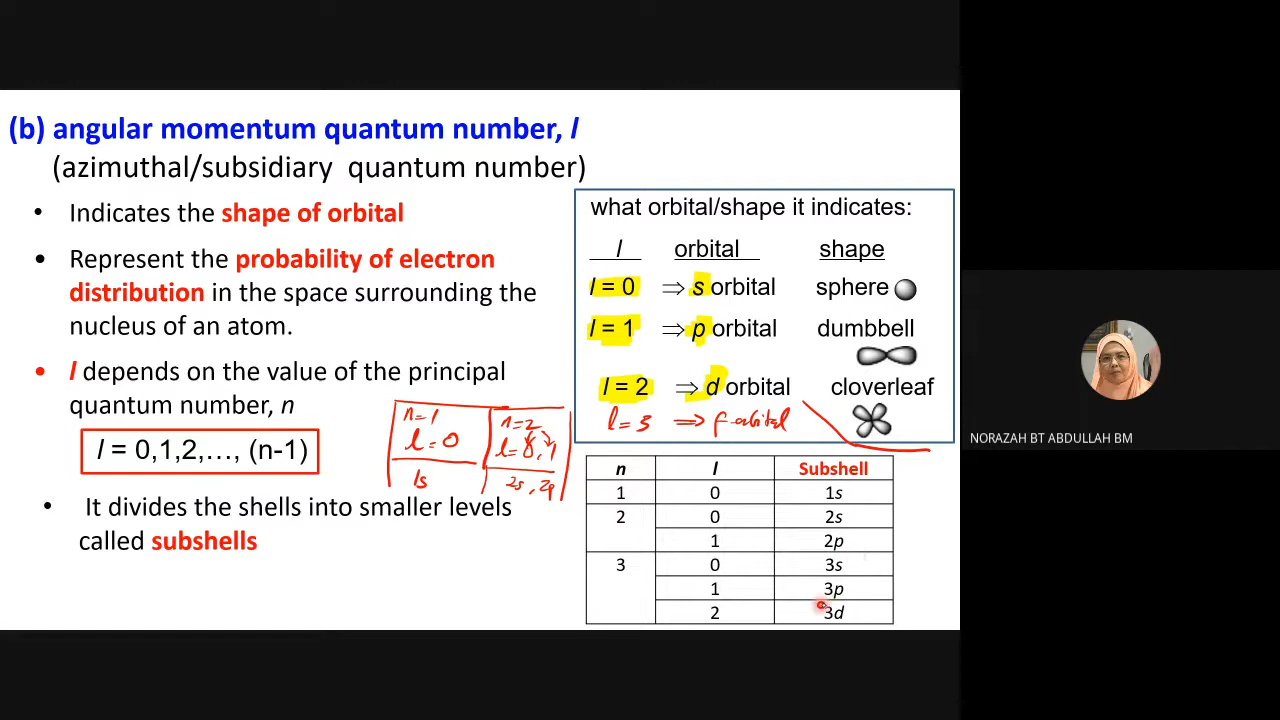 (b) angular momentum quantum number, l
(azimuthal/subsidiary quantum number)
• Indicates the shape of orbital
• Represent the probability of electron
distribution in the space surrounding the
nucleus of an atom.
• l depends on the value of the principal
quantum number, n
l = 0,1,2,…, (n-1)
• It divides the shells into smaller levels
called subshells
n=1
l=0
1s
n=2
l=0,1
2s, 2p
what orbital/shape it indicates:
l orbital shape
l = 0 ⇒ s orbital sphere
l = 1 ⇒ p orbital dumbbell
l = 2 ⇒ d orbital cloverleaf
l=3 ⇒ f orbital
n l Subshell
1 0 1s
2 0 2s
1 2p
3 0 3s
1 3p
2 3d
NORAZAH BT ABDULLAH BM